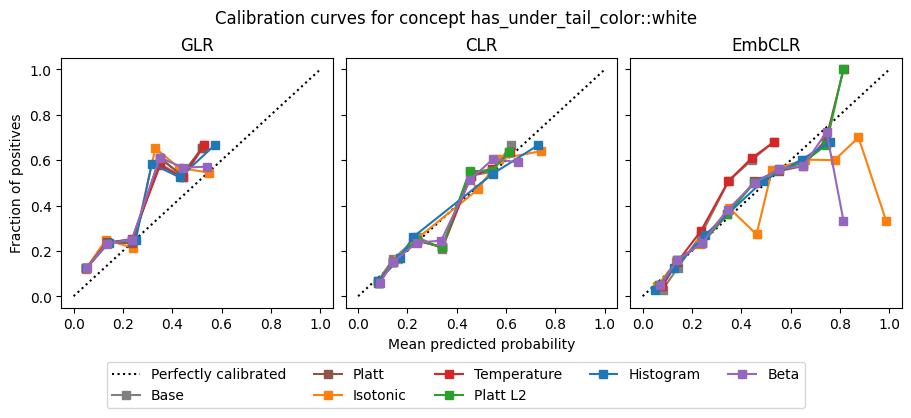 Calibration curves for concept has_under_tail_color::white
GLR
CLR
EmbCLR
Fraction of positives
1.0
0.8
0.6
0.4
0.2
0.0
0.0 0.2 0.4 0.6 0.8 1.0
0.0 0.2 0.4 0.6 0.8 1.0
0.0 0.2 0.4 0.6 0.8 1.0
Mean predicted probability
Perfectly calibrated Platt Temperature Histogram Beta
Base Isotonic Platt L2